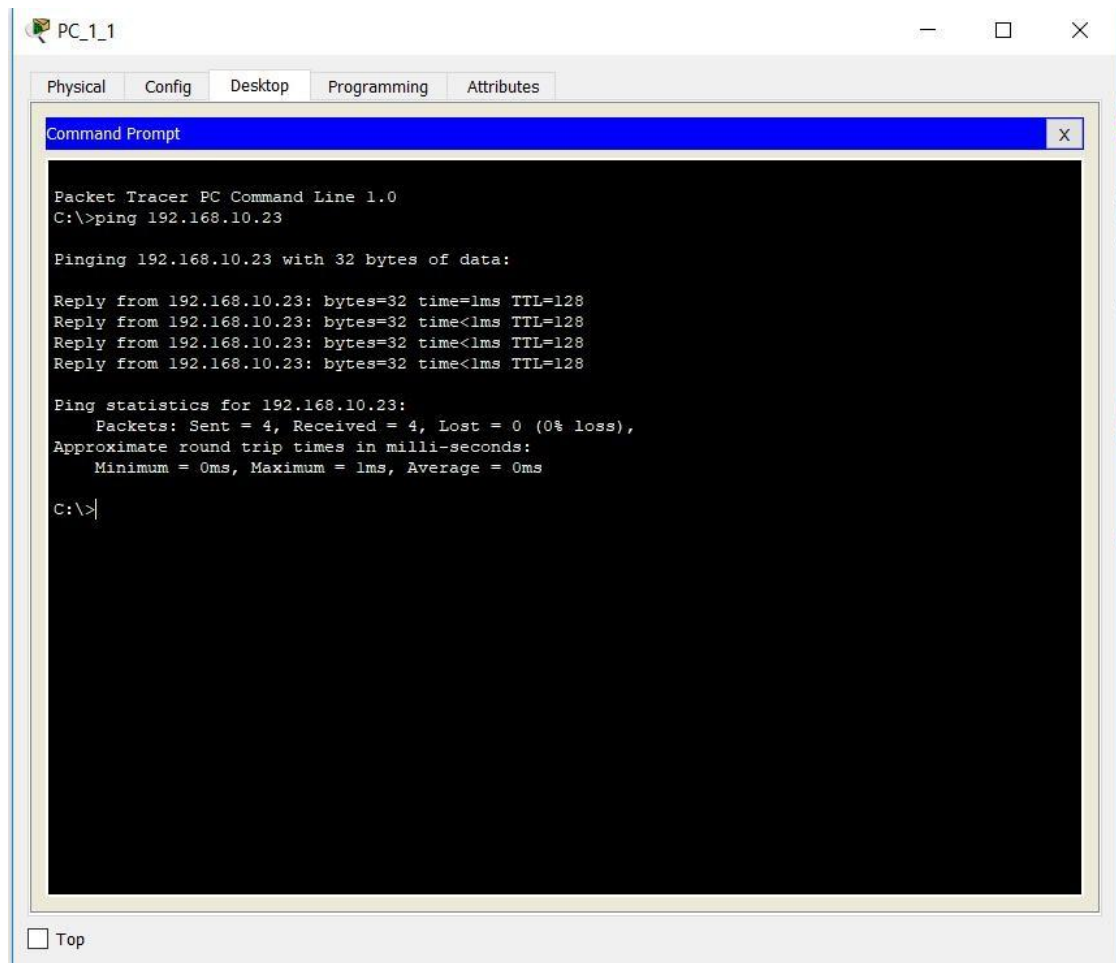 PC_1_1
Physical Config Desktop Programming Attributes
Command Prompt X
Packet Tracer PC Command Line 1.0
C:\>ping 192.168.10.23
Pinging 192.168.10.23 with 32 bytes of data:
Reply from 192.168.10.23: bytes=32 time=1ms TTL=128
Reply from 192.168.10.23: bytes=32 time<1ms TTL=128
Reply from 192.168.10.23: bytes=32 time<1ms TTL=128
Reply from 192.168.10.23: bytes=32 time<1ms TTL=128
Ping statistics for 192.168.10.23:
Packets: Sent = 4, Received = 4, Lost = 0 (0% loss),
Approximate round trip times in milli-seconds:
Minimum = 0ms, Maximum = 1ms, Average = 0ms
C:\>
Top